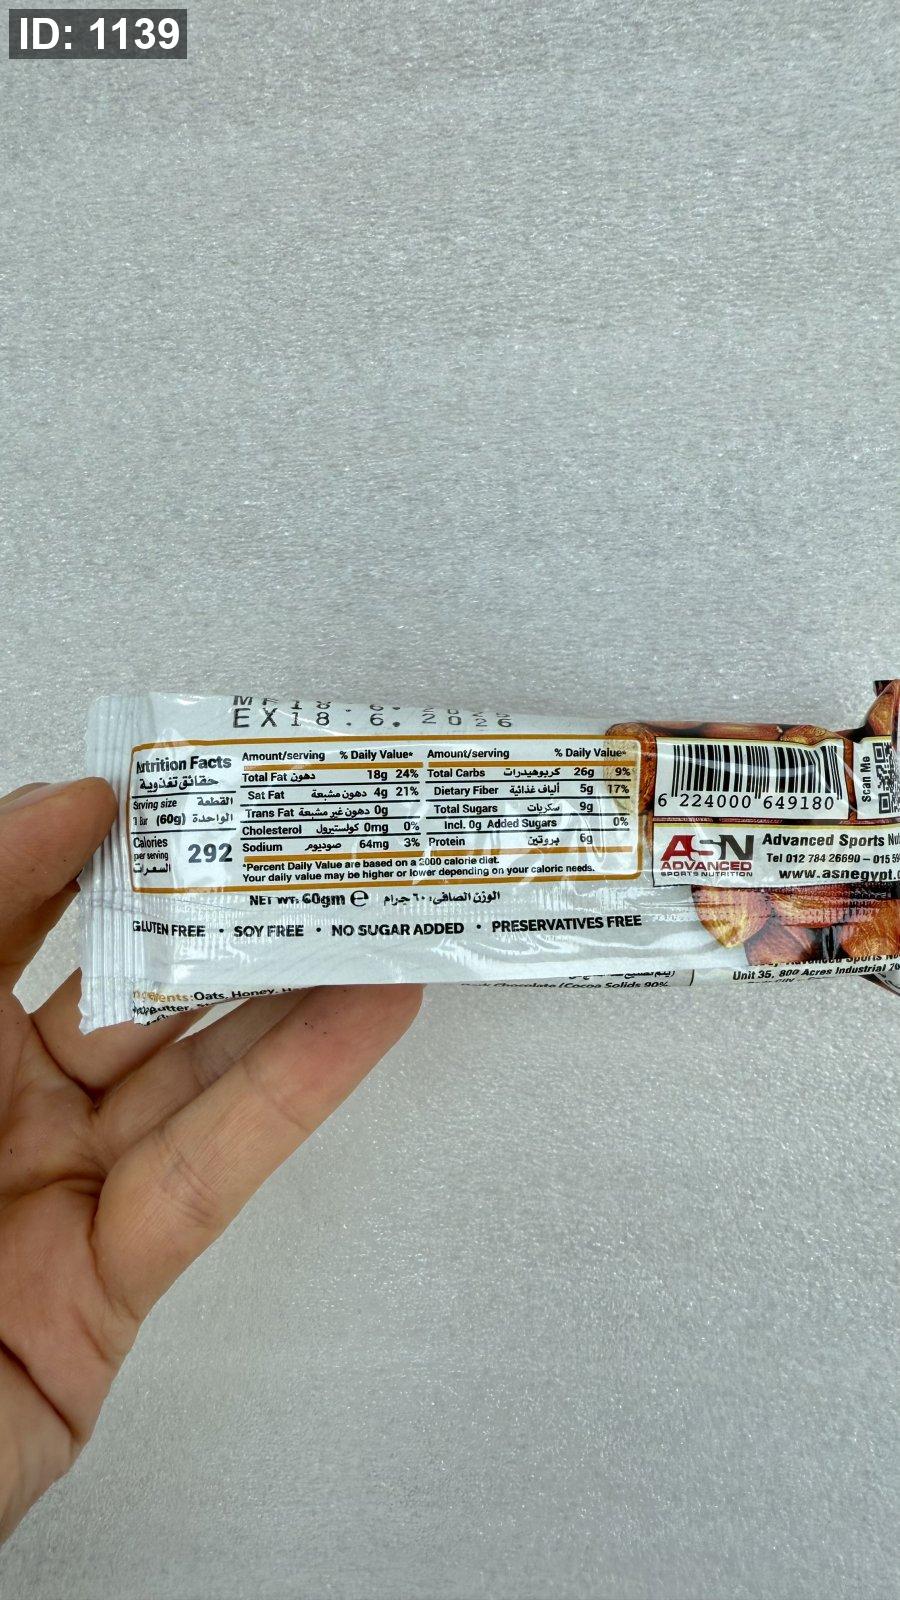 ID: 1139
EX18.6.2026
Nutrition Facts
حقائق تغذوية
Serving size القطعة
1 Bar (60g) الواحدة
Calories
per serving
السعرات
292
Amount/serving % Daily Value*
Total Fat دهون 18g 24%
Sat Fat دهون مشبعة 4g 21%
Trans Fat دهون غير مشبعة 0g
Cholesterol كولستيرول 0mg 0%
Sodium صوديوم 64mg 3%
Amount/serving % Daily Value*
Total Carbs كربوهيدرات 26g 9%
Dietary Fiber ألياف غذائية 5g 17%
Total Sugars سكريات 9g
Incl. 0g Added Sugars 0%
Protein بروتين 6g
*Percent Daily Value are based on a 2000 calorie diat.
Your daily value may be higher or lower depending on your caloric needs.
NET WT: 60gm e الوزن الصافي: ٦٠ جرام
GLUTEN FREE • SOY FREE • NO SUGAR ADDED • PRESERVATIVES FREE
Ingredients: Oats, Honey,
Dark Chocolate (Cocoa Solids 90%
6 224000 649180
Scan Me
ASN
ADVANCED
SPORTS NUTRITION
Advanced Sports
Tel 012 784 26690 – 015
www.asnegypt.
Advanced Sports
Unit 35, 800 Acres Industrial